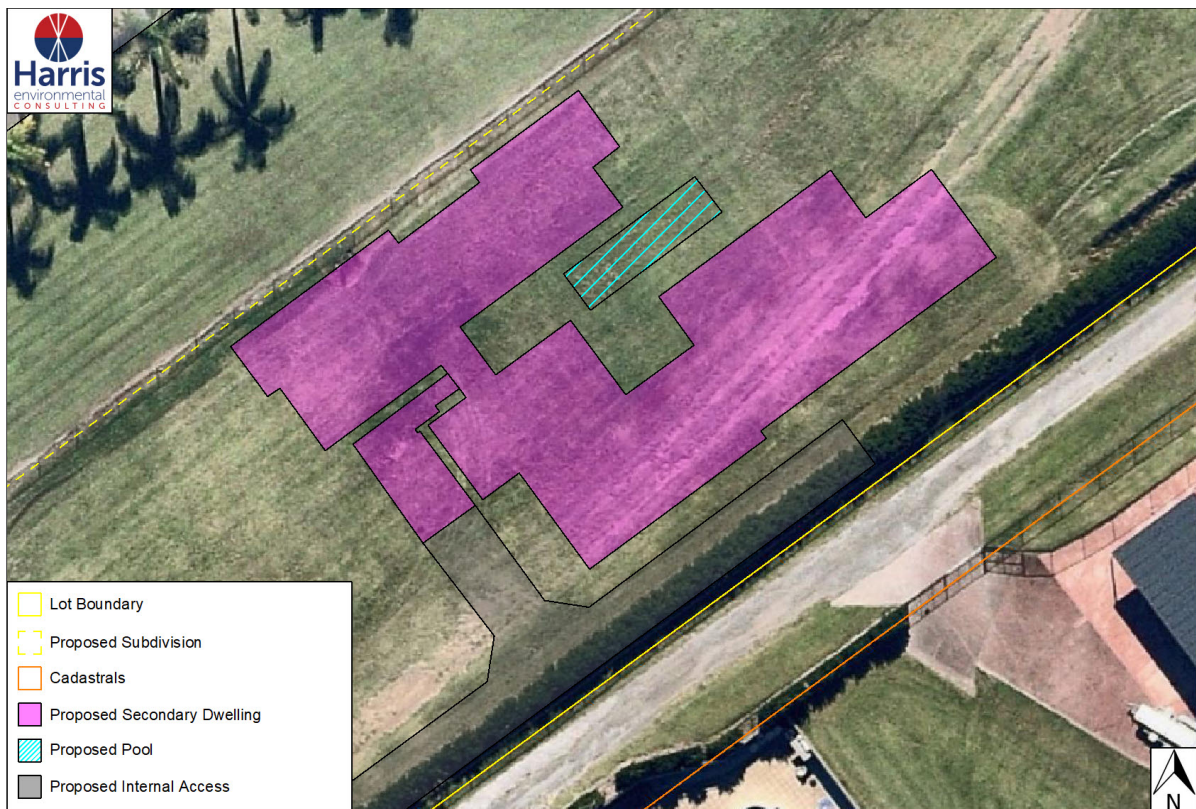 Harris
environmental
CONSULTING
Lot Boundary
Proposed Subdivision
Cadastrals
Proposed Secondary Dwelling
Proposed Pool
Proposed Internal Access
N